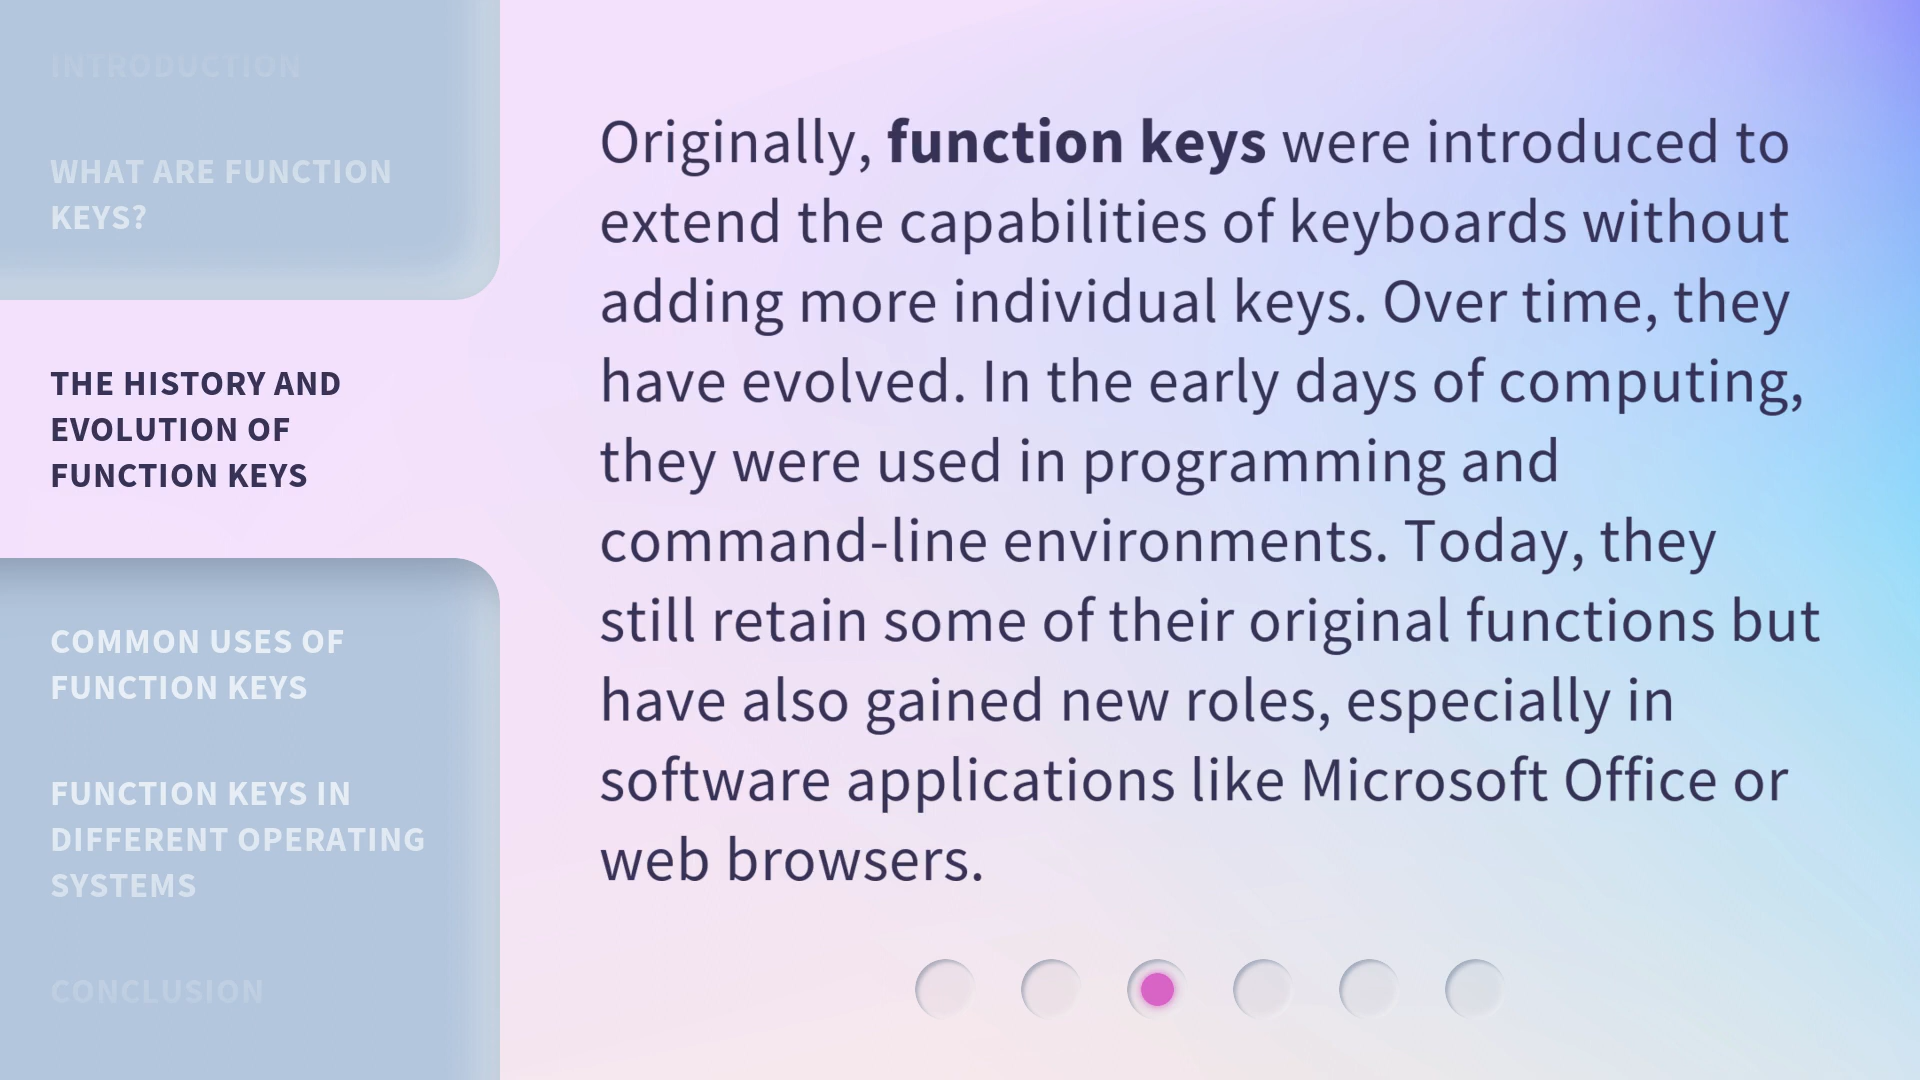 INTRODUCTION
WHAT ARE FUNCTION
KEYS?
THE HISTORY AND
EVOLUTION OF
FUNCTION KEYS
COMMON USES OF
FUNCTION KEYS
FUNCTION KEYS IN
DIFFERENT OPERATING
SYSTEMS
CONCLUSION
Originally, function keys were introduced to
extend the capabilities of keyboards without
adding more individual keys. Over time, they
have evolved. In the early days of computing,
they were used in programming and
command-line environments. Today, they
still retain some of their original functions but
have also gained new roles, especially in
software applications like Microsoft Office or
web browsers.